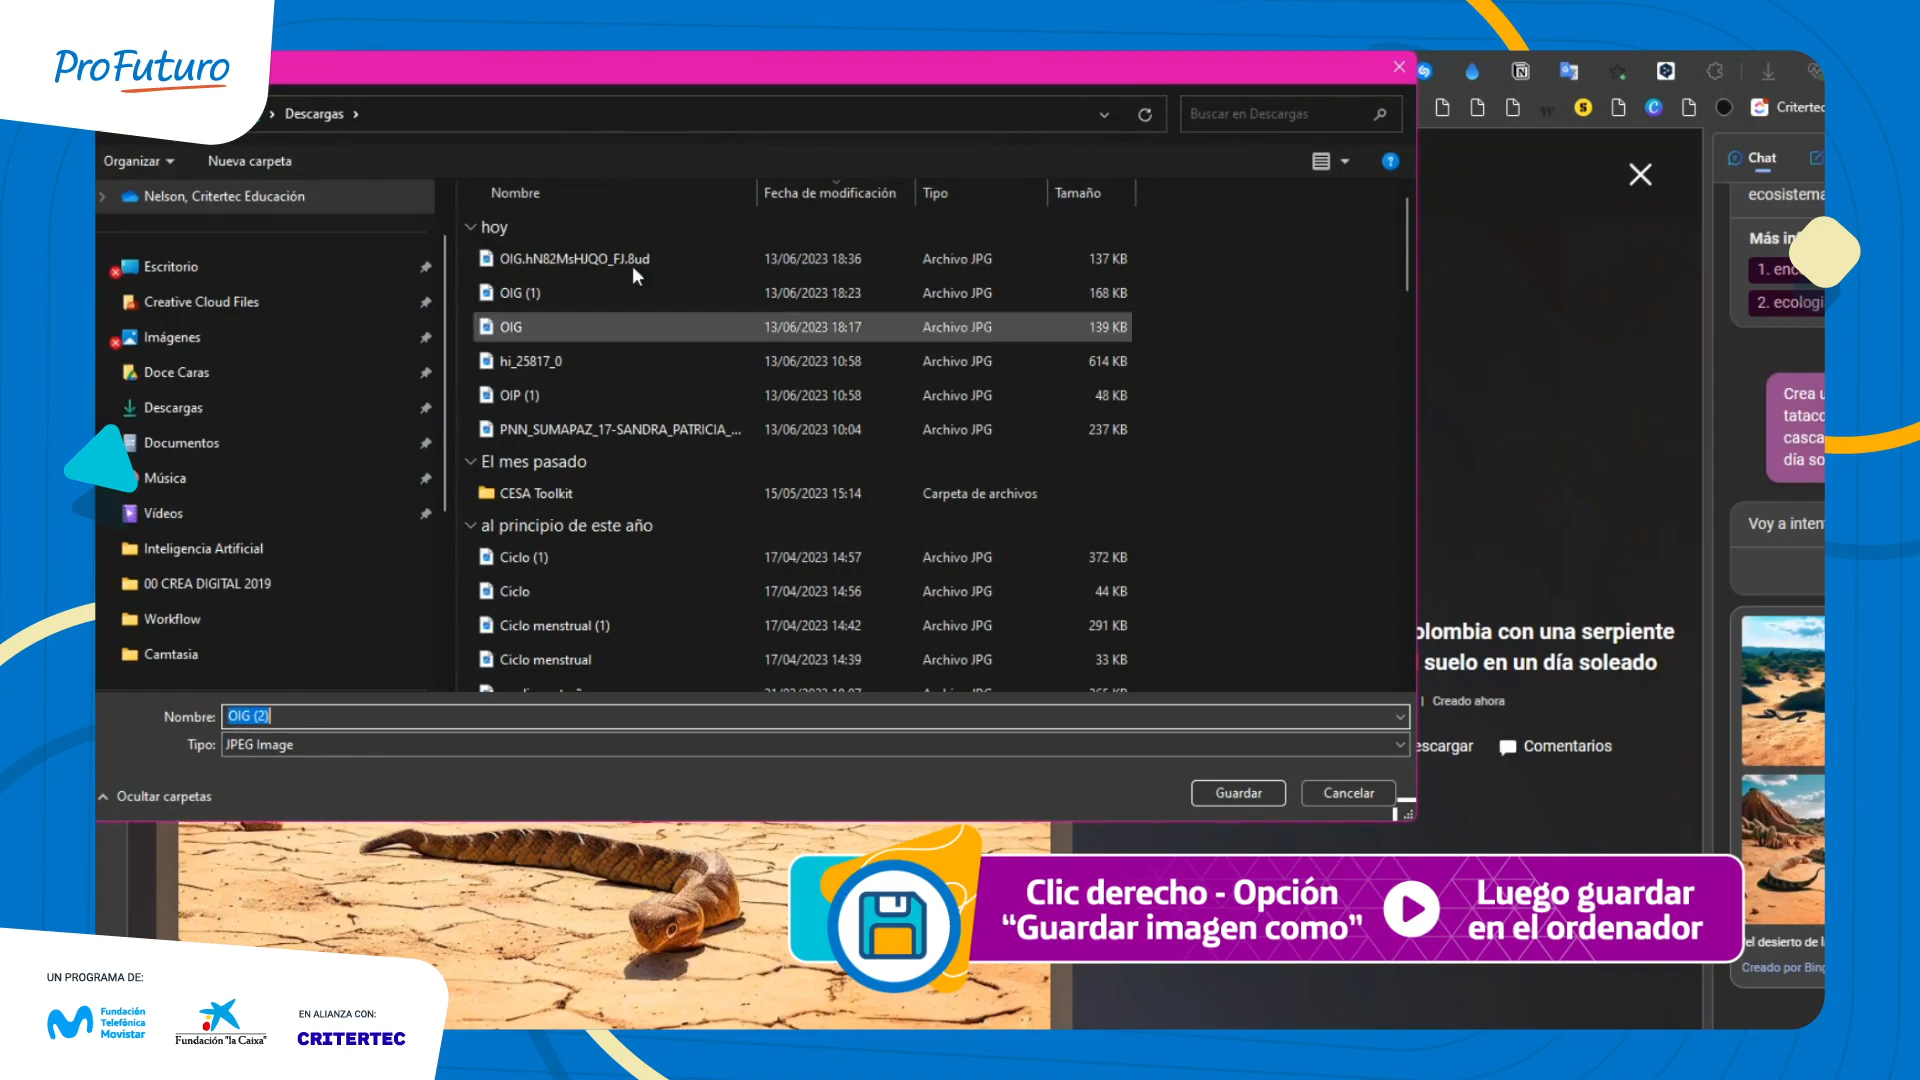 ProFuturo
Descargas
Buscar en Descargas
Critertec
Organizar
Nueva carpeta
Chat
Nelson, Critertec Educación
Nombre
Fecha de modificación
Tipo
Tamaño
hoy
OIG.hN82MsHJQO_FJ.8ud 13/06/2023 18:36 Archivo JPG 137 KB
OIG (1) 13/06/2023 18:23 Archivo JPG 168 KB
OIG 13/06/2023 18:17 Archivo JPG 139 KB
hi_25817_0 13/06/2023 10:58 Archivo JPG 614 KB
OIP (1) 13/06/2023 10:58 Archivo JPG 48 KB
PNN_SUMAPAZ_17-SANDRA_PATRICIA_... 13/06/2023 10:04 Archivo JPG 237 KB
El mes pasado
CESA Toolkit 15/05/2023 15:14 Carpeta de archivos
al principio de este año
Ciclo (1) 17/04/2023 14:57 Archivo JPG 372 KB
Ciclo 17/04/2023 14:56 Archivo JPG 44 KB
Ciclo menstrual (1) 17/04/2023 14:42 Archivo JPG 291 KB
Ciclo menstrual 17/04/2023 14:39 Archivo JPG 33 KB
Escritorio
Creative Cloud Files
Imágenes
Doce Caras
Descargas
Documentos
Música
Vídeos
Inteligencia Artificial
00 CREA DIGITAL 2019
Workflow
Camtasia
Nombre: OIG (2)
Tipo: JPEG Image
Ocultar carpetas
Guardar
Cancelar
ecosistema
Más in
1. enc
2. ecologi
Crea u
tataco
casca
día so
Voy a inten
olombia con una serpiente
suelo en un día soleado
| Creado ahora
escargar
Comentarios
el desierto de l
Creado por Bing
Clic derecho - Opción
“Guardar imagen como”
Luego guardar
en el ordenador
UN PROGRAMA DE:
Fundación
Telefónica
Movistar
Fundación "la Caixa"
EN ALIANZA CON:
CRITERTEC